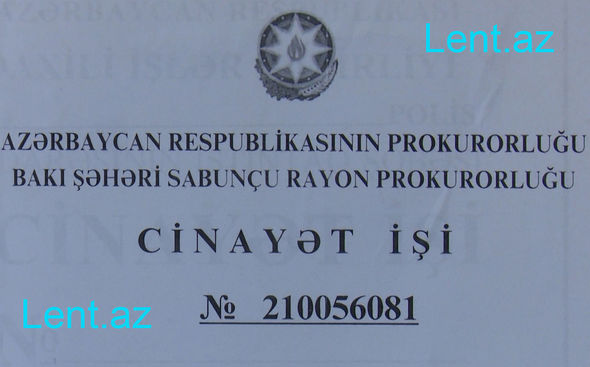 Lent.az
AZƏRBAYCAN RESPUBLİKASININ PROKURORLUĞU
BAKI ŞƏHƏRİ SABUNÇU RAYON PROKURORLUĞU
CİNAYƏT İŞİ
№ 210056081
Lent.az